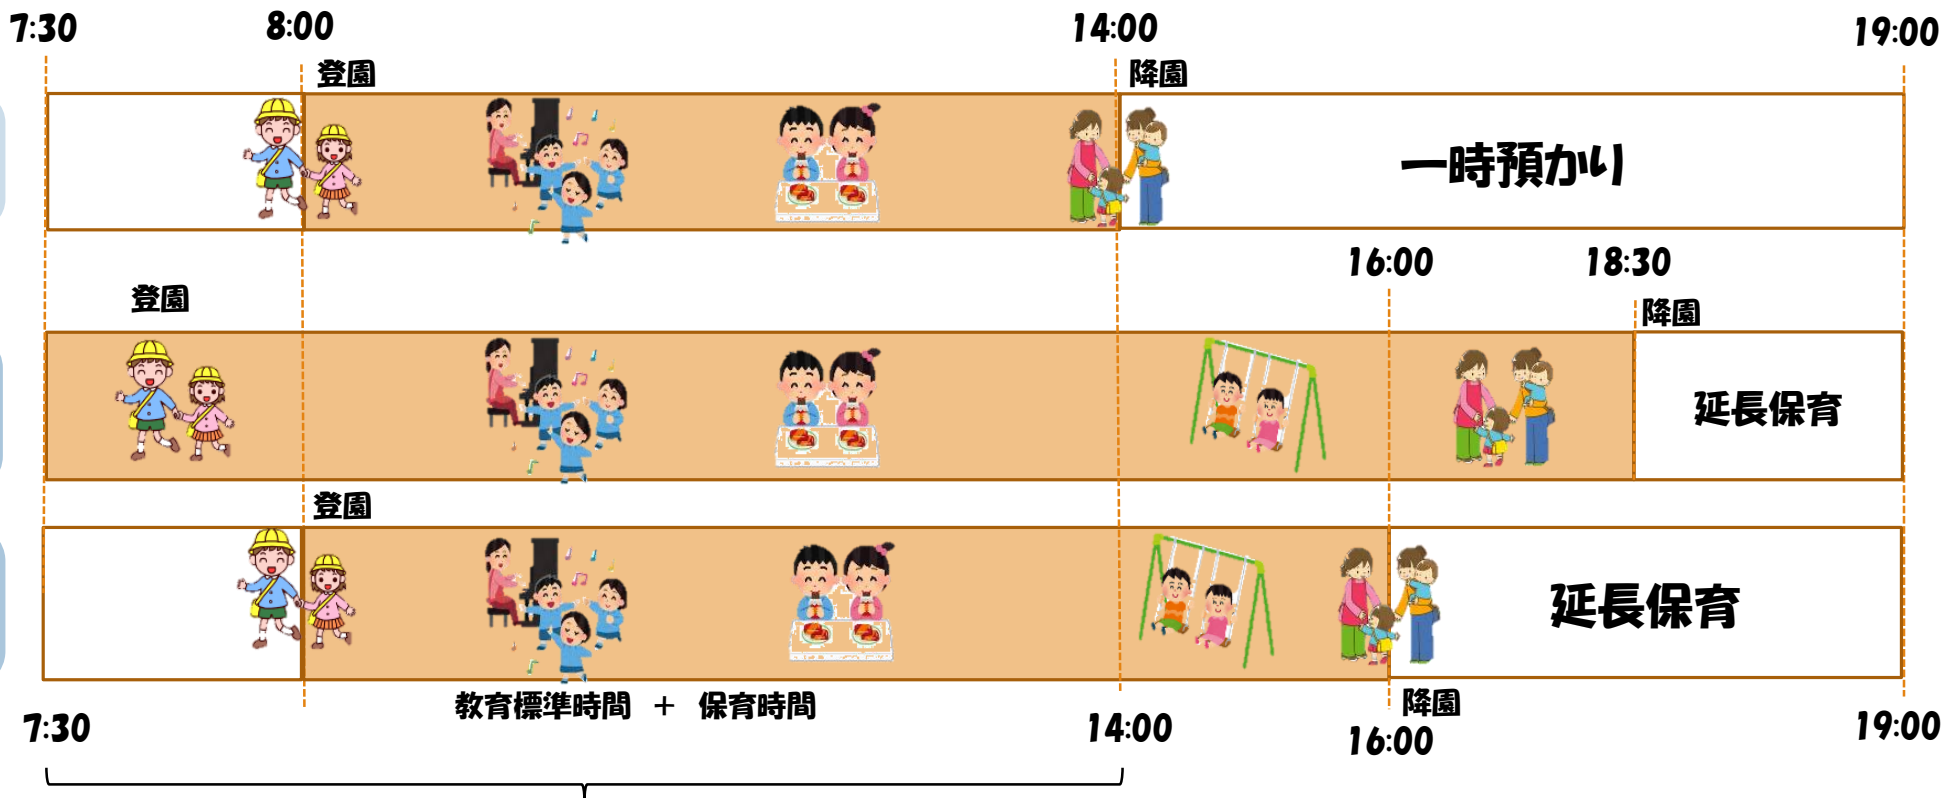 7:30 8:00 14:00 19:00
登園 降園
一時預かり
16:00 18:30
登園 降園
延長保育
登園
延長保育
教育標準時間 + 保育時間 降園
7:30 14:00 16:00 19:00